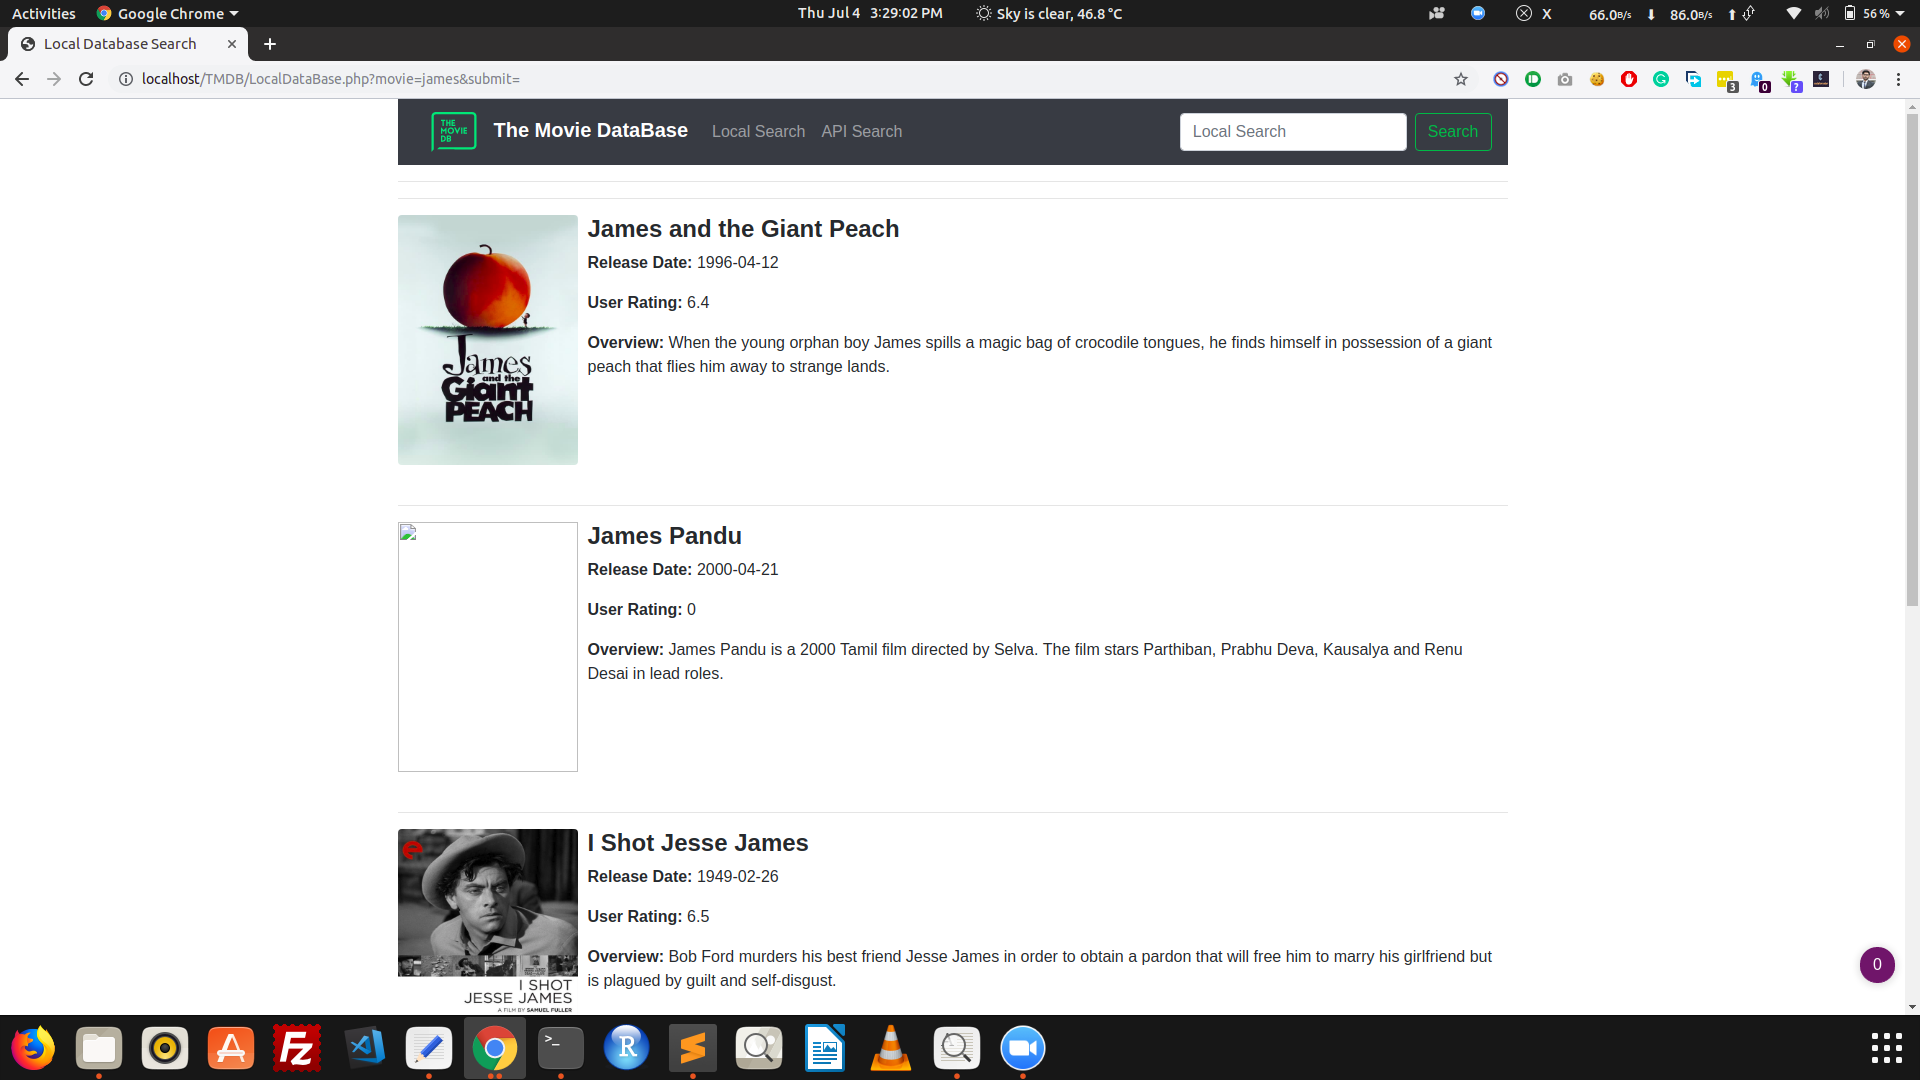 Activities Google Chrome Thu Jul 4 3:29:02 PM Sky is clear, 46.8 °C X 66.0B/s 86.0B/s 56 %
Local Database Search
localhost/TMDB/LocalDataBase.php?movie=james&submit=
3 0 ?
THE
MOVIE
DB
The Movie DataBase Local Search API Search Local Search Search
James and the Giant PEACH
James and the Giant Peach
Release Date: 1996-04-12
User Rating: 6.4
Overview: When the young orphan boy James spills a magic bag of crocodile tongues, he finds himself in possession of a giant
peach that flies him away to strange lands.
James Pandu
Release Date: 2000-04-21
User Rating: 0
Overview: James Pandu is a 2000 Tamil film directed by Selva. The film stars Parthiban, Prabhu Deva, Kausalya and Renu
Desai in lead roles.
I SHOT
JESSE JAMES
A FILM BY SAMUEL FULLER
I Shot Jesse James
Release Date: 1949-02-26
User Rating: 6.5
Overview: Bob Ford murders his best friend Jesse James in order to obtain a pardon that will free him to marry his girlfriend but
is plagued by guilt and self-disgust.
0
Fz >_ R